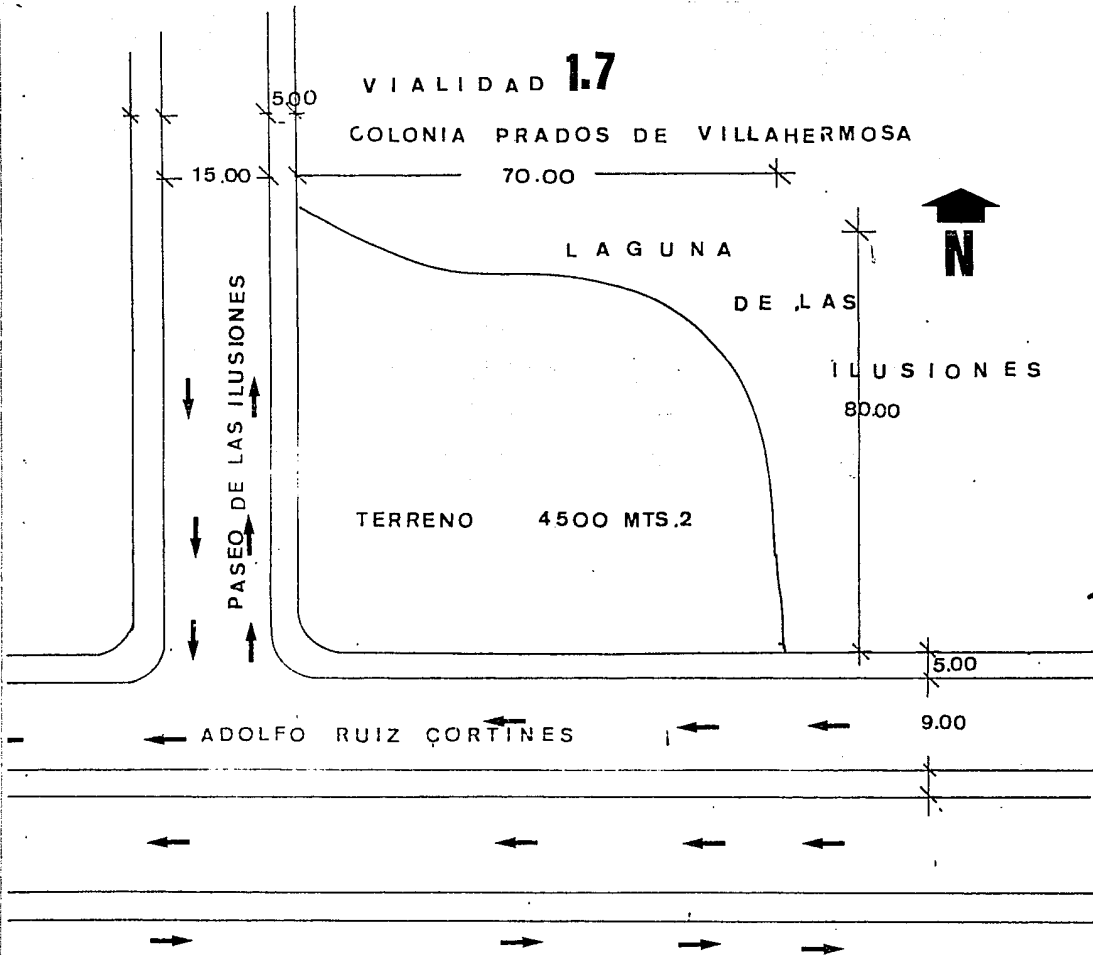 VIALIDAD 1.7
5.00
COLONIA PRADOS DE VILLAHERMOSA
15.00
70.00
N
LAGUNA
DE LAS
ILUSIONES
80.00
PASEO DE LAS ILUSIONES
TERRENO 4500 MTS.2
5.00
9.00
ADOLFO RUIZ CORTINES